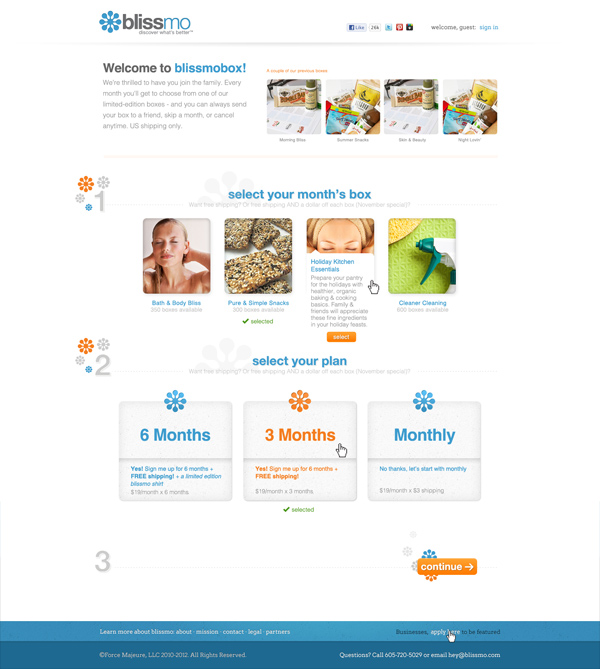 blissmo
discover what's better™
Like
26k
welcome, guest: sign in
Welcome to blissmobox!
We're thrilled to have you join the family. Every
month you'll get to choose from one of our
limited-edition boxes - and you can always send
your box to a friend, skip a month, or cancel
anytime. US shipping only.
A couple of our previous boxes
Morning Bliss
Summer Snacks
Skin & Beauty
Night Lovin'
1
select your month's box
Want free shipping? Or free shipping AND a dollar off each box (November special)?
Bath & Body Bliss
350 boxes available
Pure & Simple Snacks
300 boxes available
selected
Holiday Kitchen
Essentials
Prepare your pantry
for the holidays with
healthier, organic
baking & cooking
basics. Family &
friends will appreciate
these fine ingredients
in your holiday feasts.
select
Cleaner Cleaning
600 boxes available
2
select your plan
Want free shipping? Or free shipping AND a dollar off each box (November special)?
6 Months
Yes! Sign me up for 6 months +
FREE shipping! + a limited edition
blissmo shirt
$19/month x 6 months
3 Months
Yes! Sign me up for 3 months +
FREE shipping!
$19/month x 3 months
selected
Monthly
No thanks, let's start with monthly
$19/month x $3 shipping
3
continue
Learn more about blissmo: about · mission · contact · legal · partners
Businesses, apply here to be featured
©Force Majeure, LLC 2010-2012. All Rights Reserved.
Questions? Call 605-720-5029 or email hey@blissmo.com